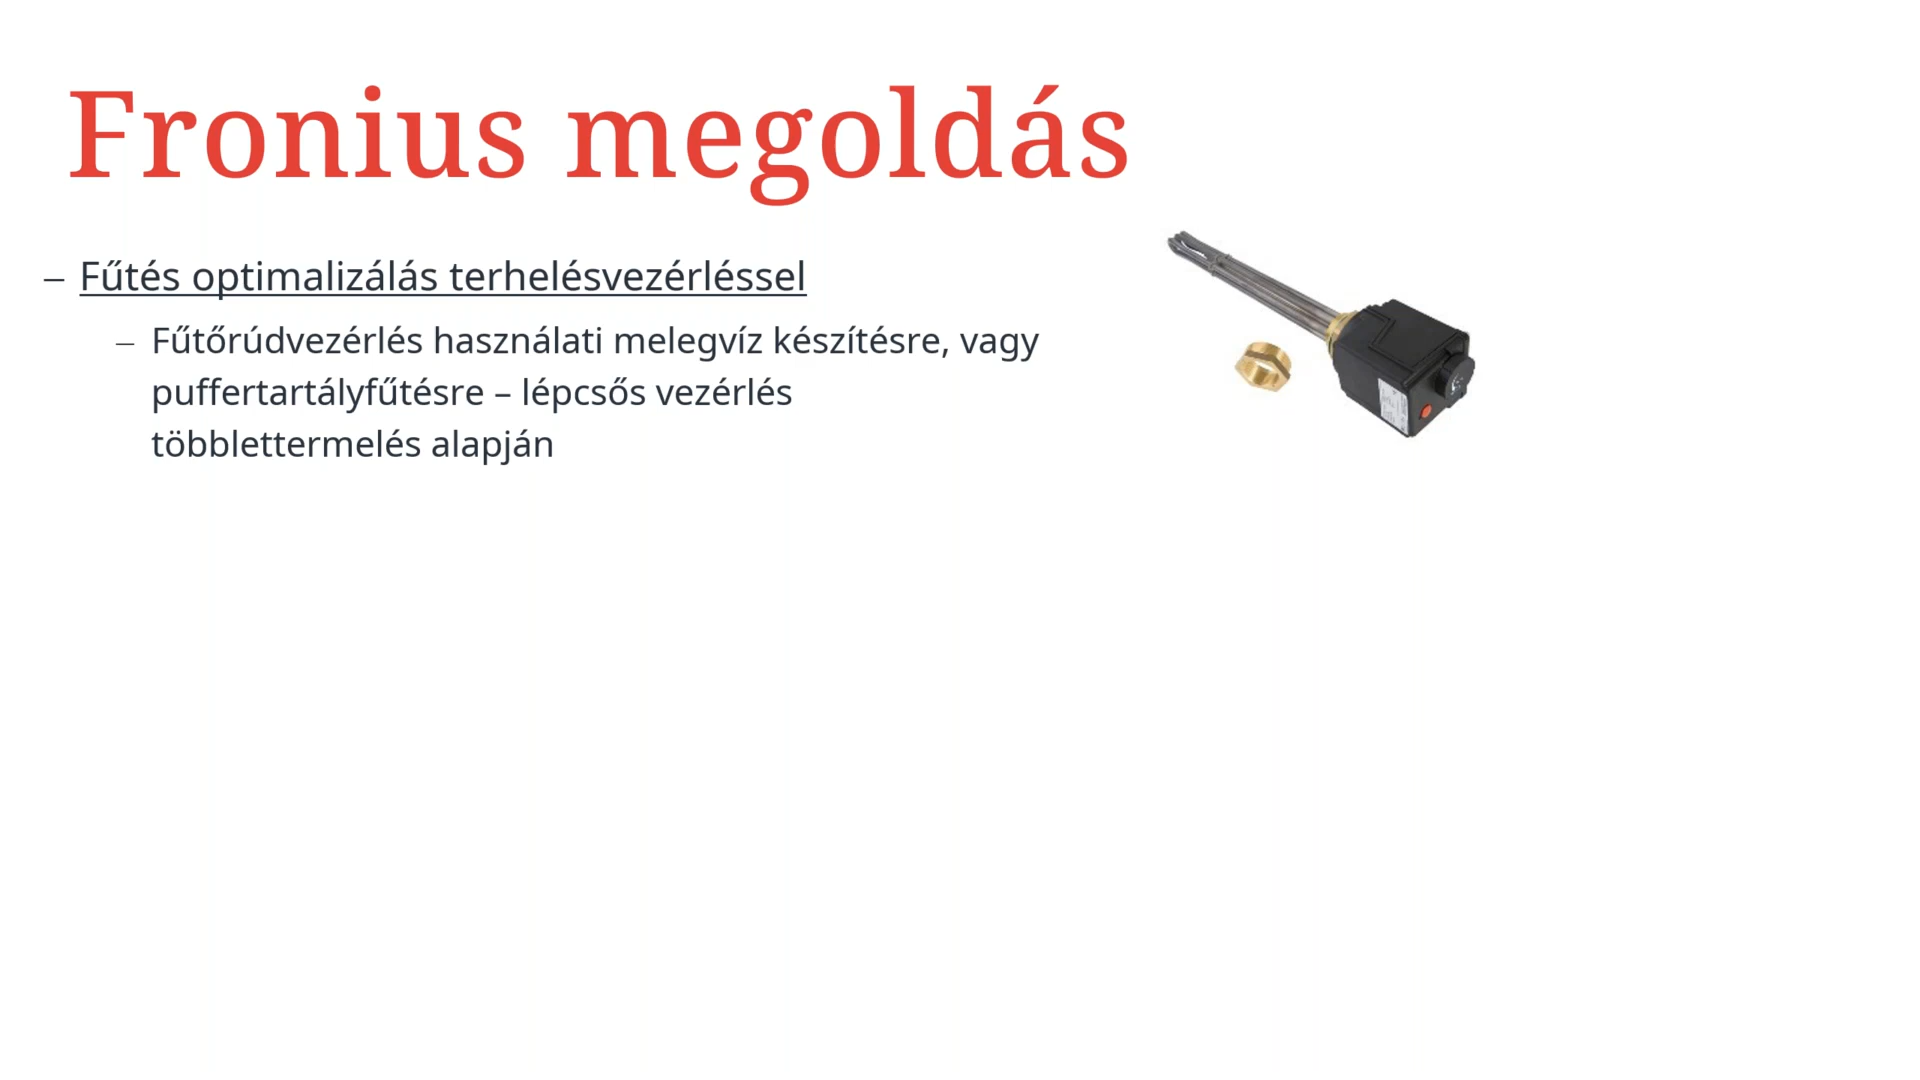 Fronius megoldás
– Fűtés optimalizálás terhelésvezérléssel
– Fűtőrúdvezérlés használati melegvíz készítésre, vagy
puffertartályfűtésre – lépcsős vezérlés
többlettermelés alapján